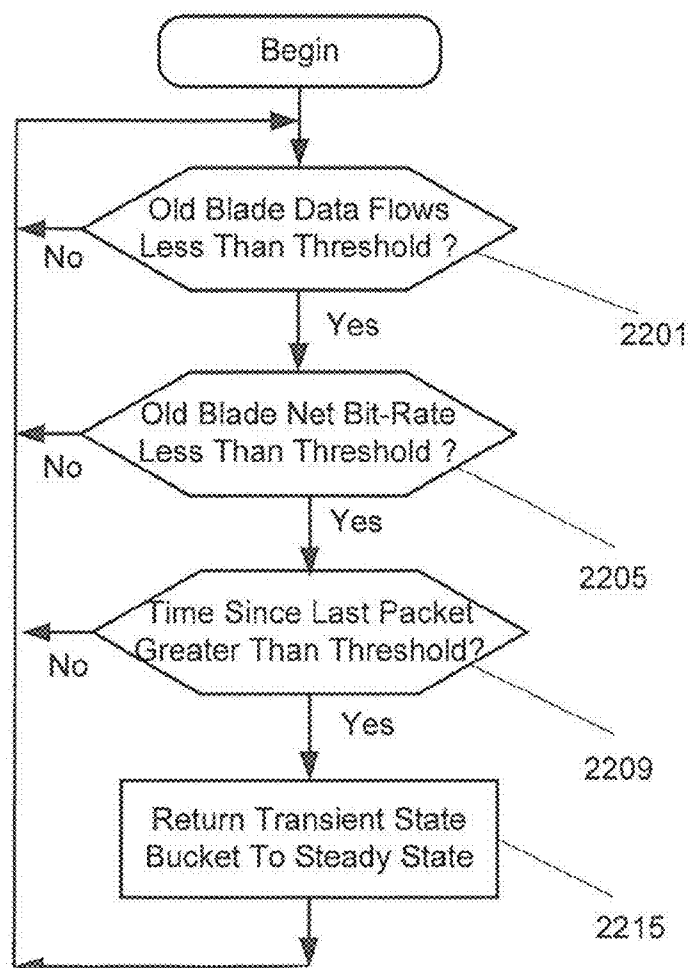 Begin
Old Blade Data Flows
Less Than Threshold ?
No
Yes
2201
Old Blade Net Bit-Rate
Less Than Threshold ?
No
Yes
2205
Time Since Last Packet
Greater Than Threshold?
No
Yes
2209
Return Transient State
Bucket To Steady State
2215